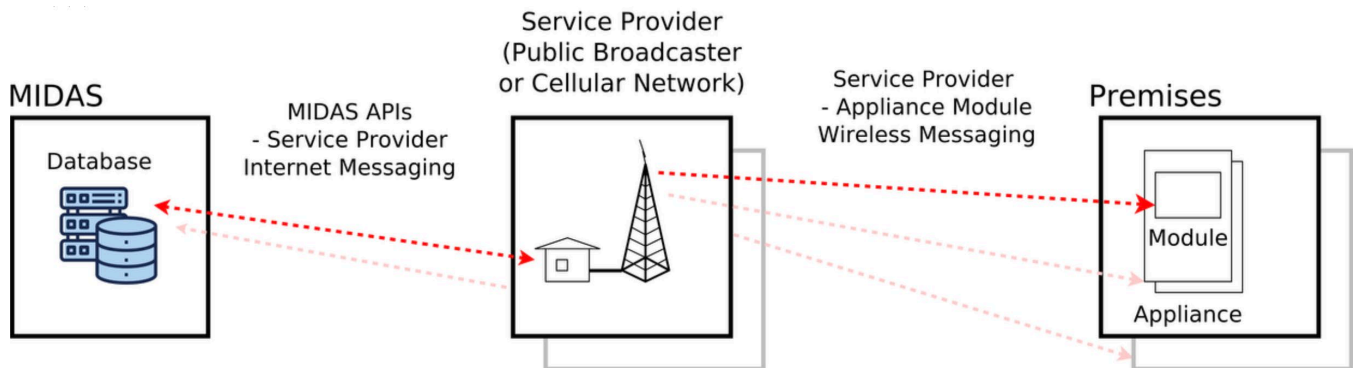 Service Provider
(Public Broadcaster
or Cellular Network)
MIDAS
Database
MIDAS APIs
- Service Provider
Internet Messaging
Service Provider
- Appliance Module
Wireless Messaging
Premises
Module
Appliance